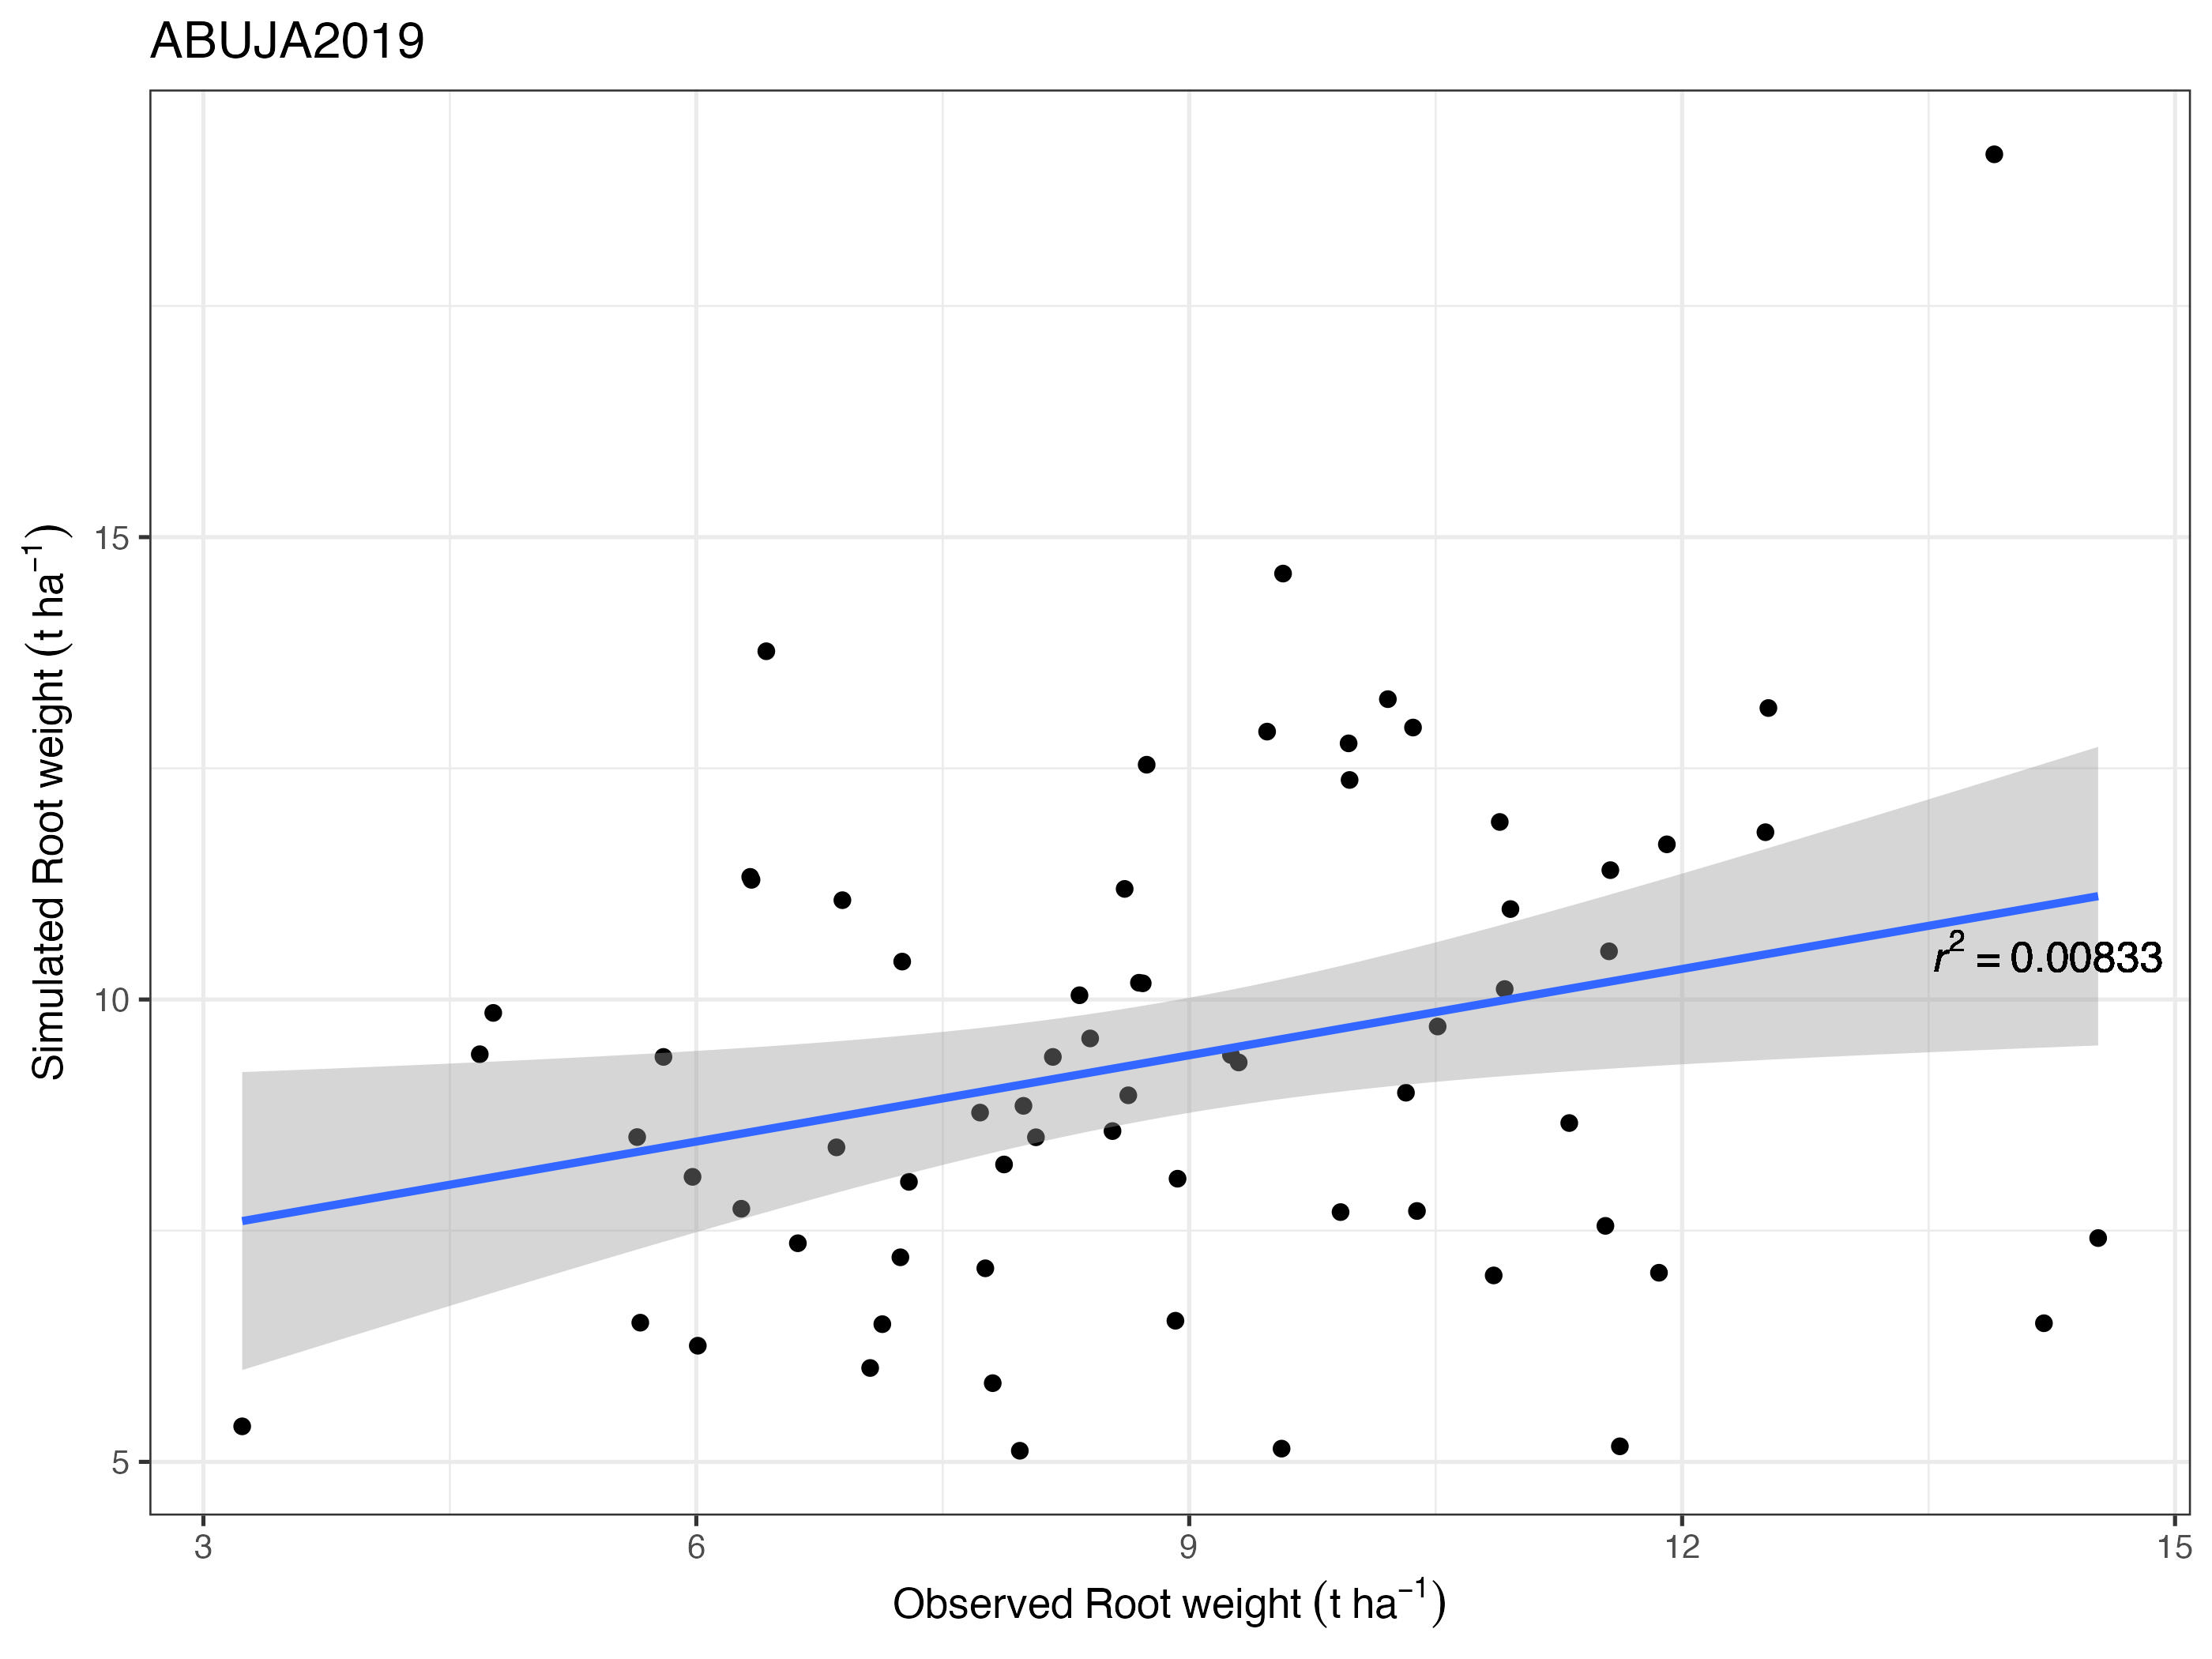 ABUJA2019
Simulated Root weight (t ha⁻¹)
15
10
5
r² = 0.00833
3 6 9 12 15
Observed Root weight (t ha⁻¹)